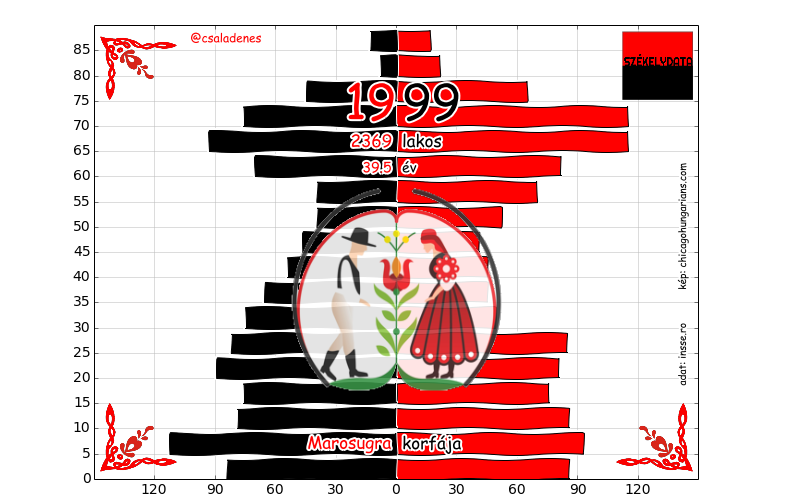 @csaladenes
SZÉKELYDATA
1999
2369 lakos
39.5 év
kép: chicagohungarians.com
adat: insse.ro
Marosugra korfája
85
80
75
70
65
60
55
50
45
40
35
30
25
20
15
10
5
0
120 90 60 30 0 30 60 90 120